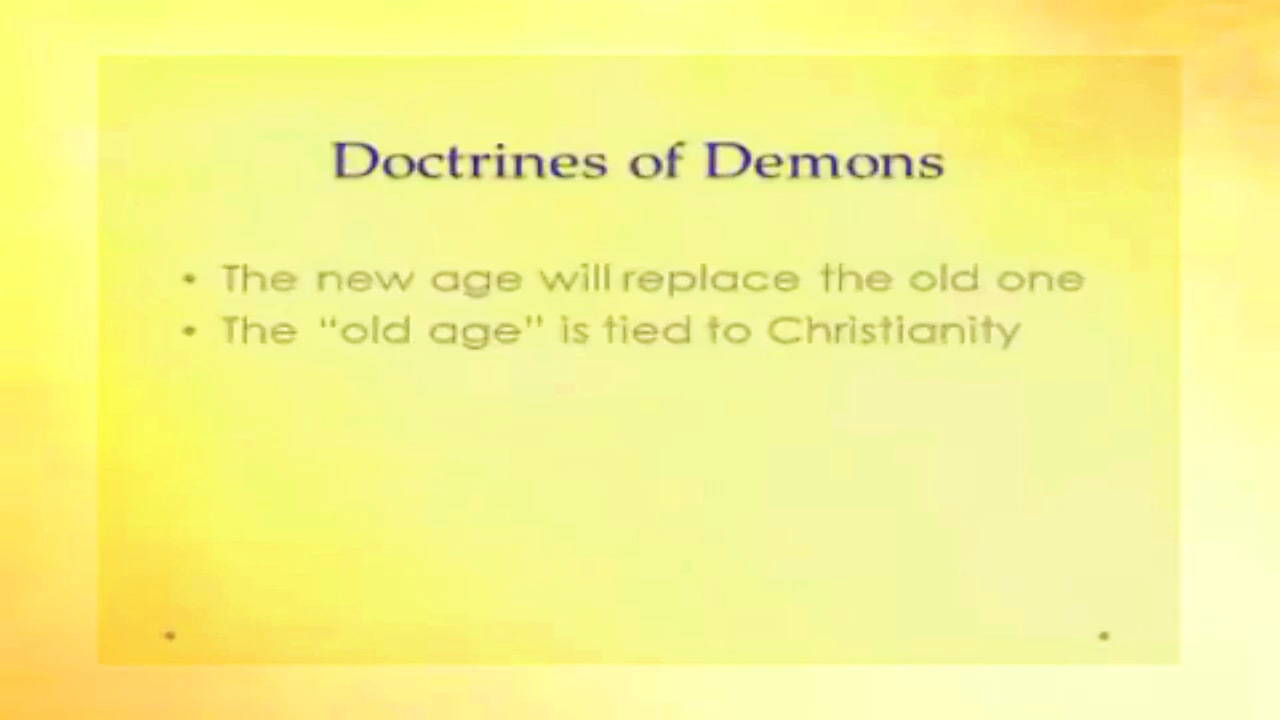 Doctrines of Demons
• The new age will replace the old one
• The “old age” is tied to Christianity